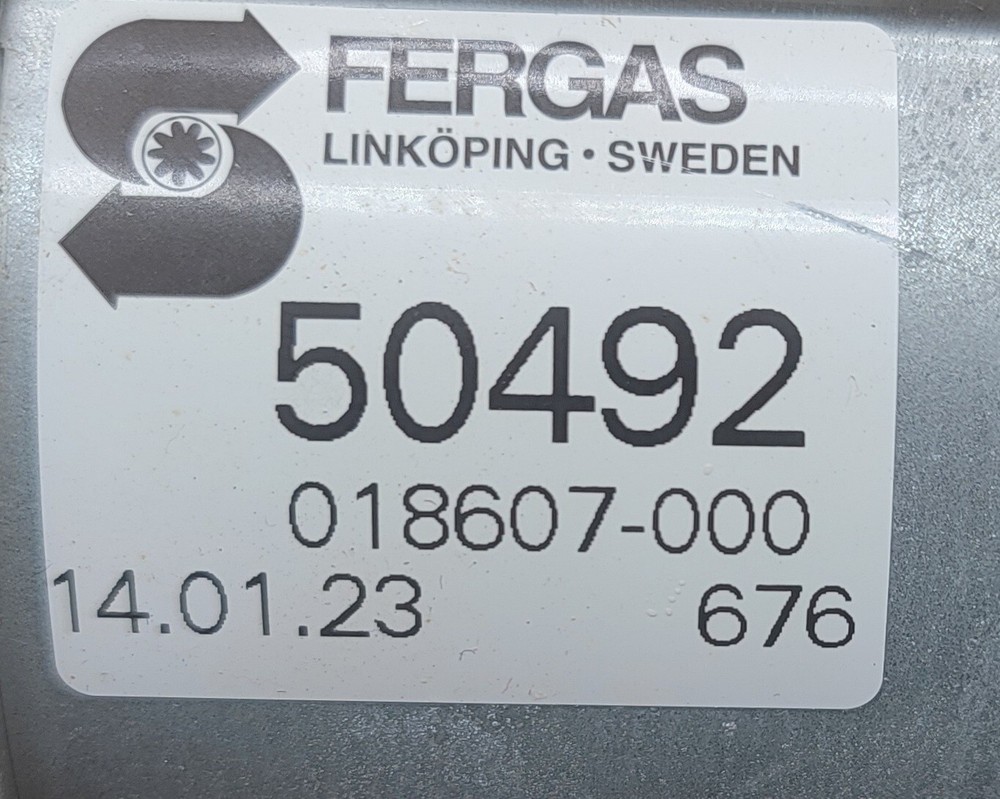 FERGAS
LINKÖPING • SWEDEN
50492
018607-000
14.01.23 676